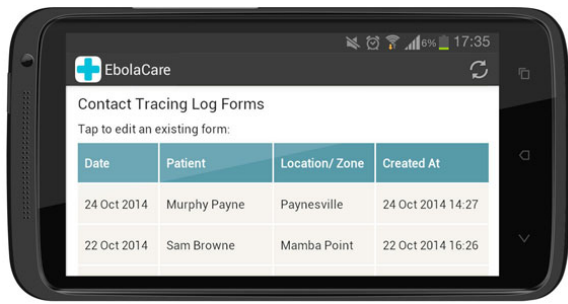 6% 17:35
EbolaCare
Contact Tracing Log Forms
Tap to edit an existing form:
Date Patient Location/ Zone Created At
24 Oct 2014 Murphy Payne Paynesville 24 Oct 2014 14:27
22 Oct 2014 Sam Browne Mamba Point 22 Oct 2014 16:26